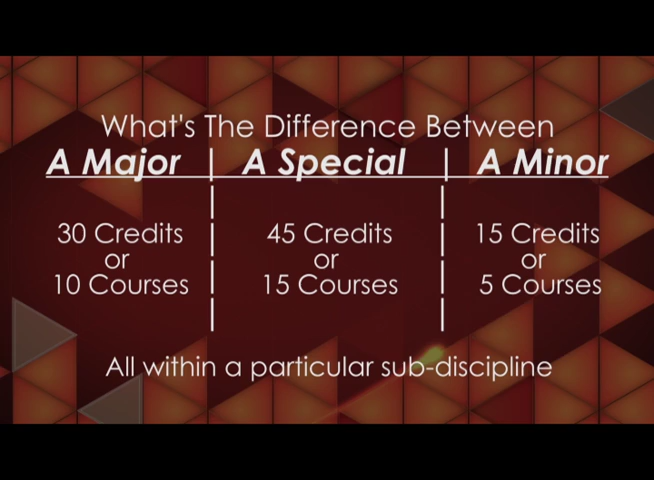 What's The Difference Between
A Major | A Special | A Minor
30 Credits 45 Credits 15 Credits
or or or
10 Courses 15 Courses 5 Courses
All within a particular sub-discipline